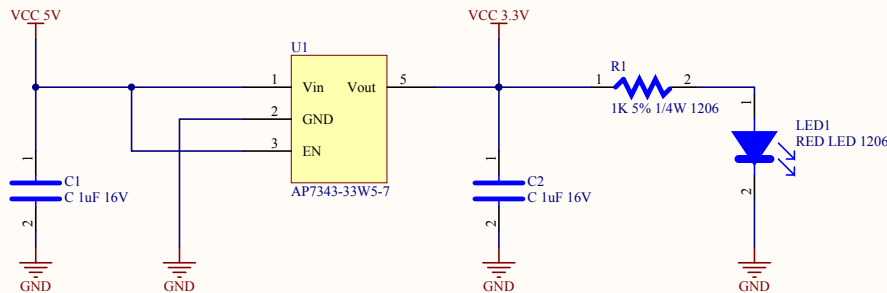 VCC 5V
VCC 3.3V
U1
R1
1
Vin
Vout
5
1
2
1K 5% 1/4W 1206
2
GND
1
LED1
RED LED 1206
3
EN
1
1
C1
C 1uF 16V
AP7343-33W5-7
C2
C 1uF 16V
2
2
2
GND
GND
GND
GND